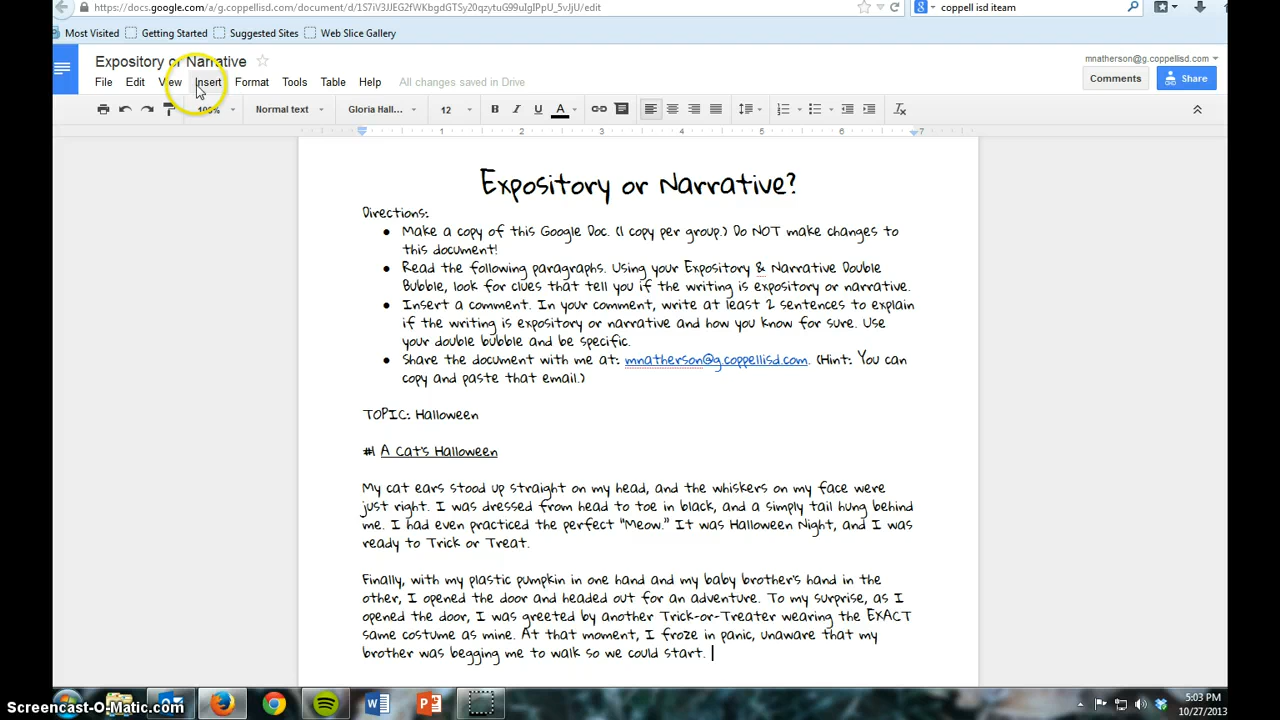 https://docs.google.com/a/g.coppellisd.com/document/d/1S7iV3JJEG2fWKbgdGTSy20qzytuG99uIgIPpU_5vJjU/edit
coppell isd iteam
Most Visited Getting Started Suggested Sites Web Slice Gallery
Expository or Narrative
mnatherson@g.coppellisd.com
File Edit View Insert Format Tools Table Help All changes saved in Drive
Comments Share
100% Normal text Gloria Hall... 12 B I U A
1 2 3 4 5 6 7
Expository or Narrative?
Directions:
Make a copy of this Google Doc. (1 copy per group.) Do NOT make changes to
this document!
Read the following paragraphs. Using your Expository & Narrative Double
Bubble, look for clues that tell you if the writing is expository or narrative.
Insert a comment. In your comment, write at least 2 sentences to explain
if the writing is expository or narrative and how you know for sure. Use
your double bubble and be specific.
Share the document with me at: mnatherson@g.coppellisd.com. (Hint: You can
copy and paste that email.)
TOPIC: Halloween
#1 A Cat's Halloween
My cat ears stood up straight on my head, and the whiskers on my face were
just right. I was dressed from head to toe in black, and a simply tail hung behind
me. I had even practiced the perfect "Meow." It was Halloween Night, and I was
ready to Trick or Treat.
Finally, with my plastic pumpkin in one hand and my baby brother's hand in the
other, I opened the door and headed out for an adventure. To my surprise, as I
opened the door, I was greeted by another Trick-or-Treater wearing the EXACT
same costume as mine. At that moment, I froze in panic, unaware that my
brother was begging me to walk so we could start.
5:03 PM
10/27/2013
Screencast-O-Matic.com